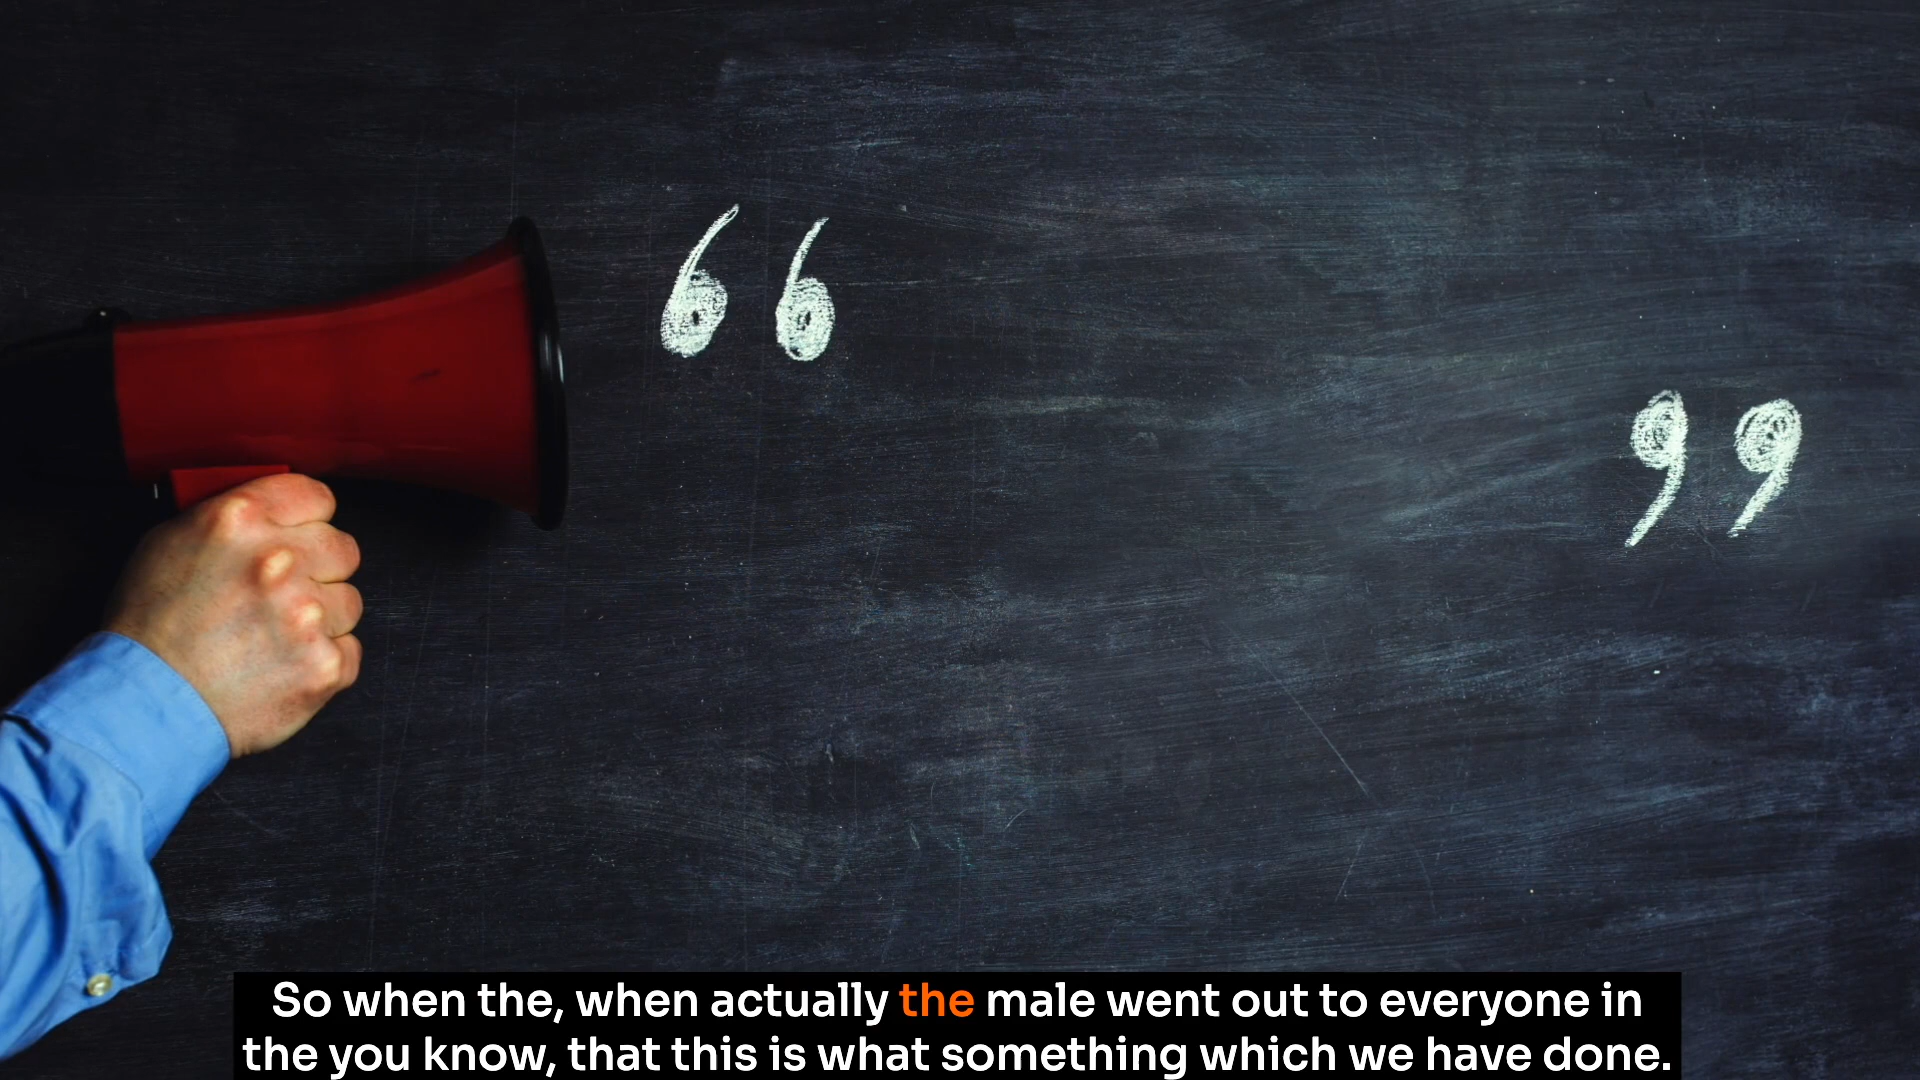 “ ”
So when the, when actually the male went out to everyone in
the you know, that this is what something which we have done.